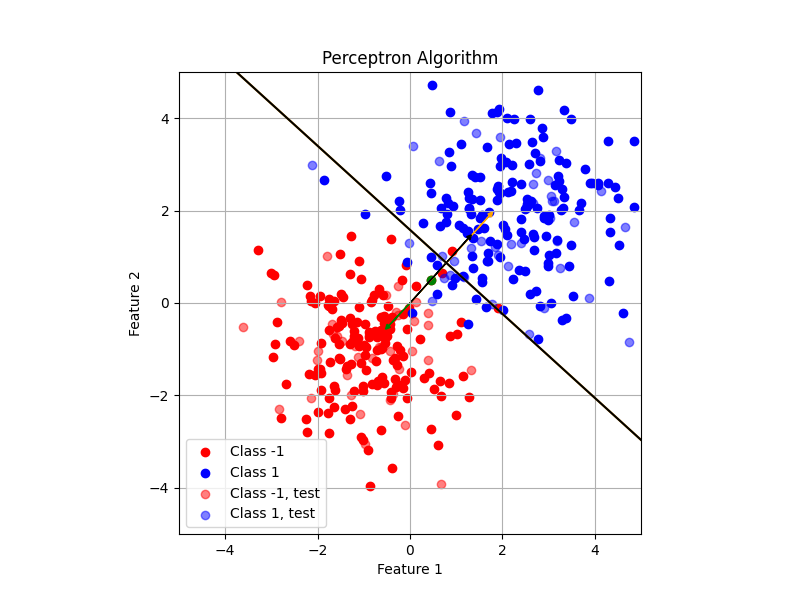 Perceptron Algorithm
Feature 2
4
2
0
−2
−4
Class -1
Class 1
Class -1, test
Class 1, test
−4 −2 0 2 4
Feature 1